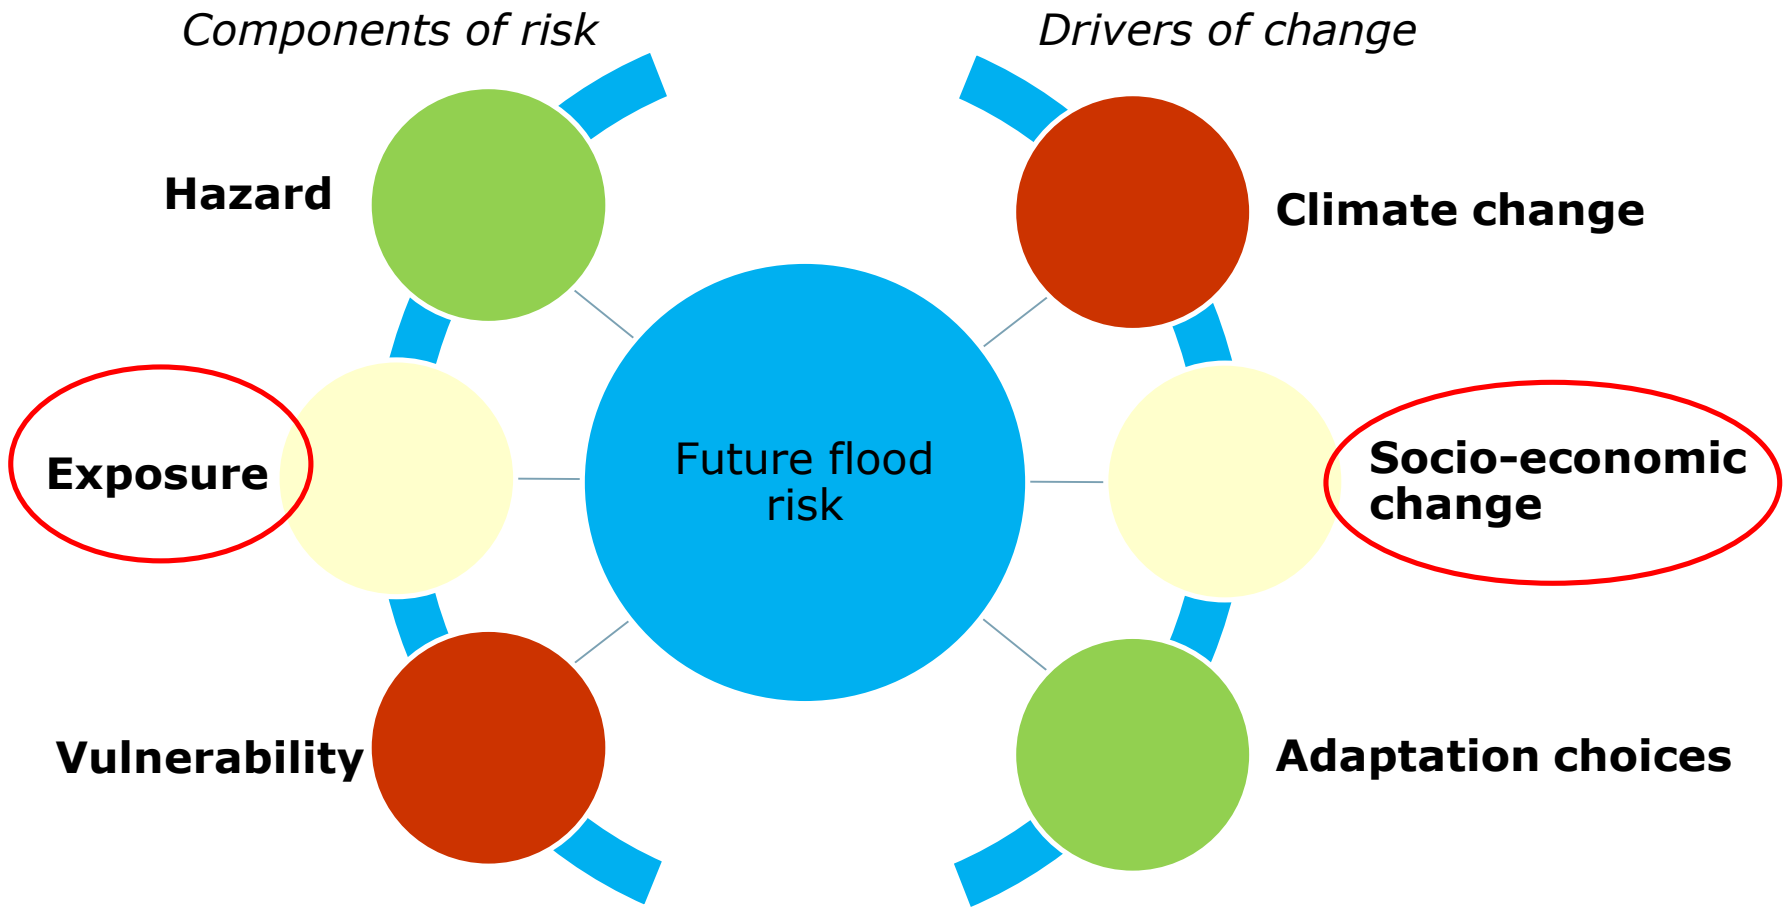 Components of risk
Drivers of change
Hazard
Climate change
Exposure
Future flood
risk
Socio-economic
change
Vulnerability
Adaptation choices